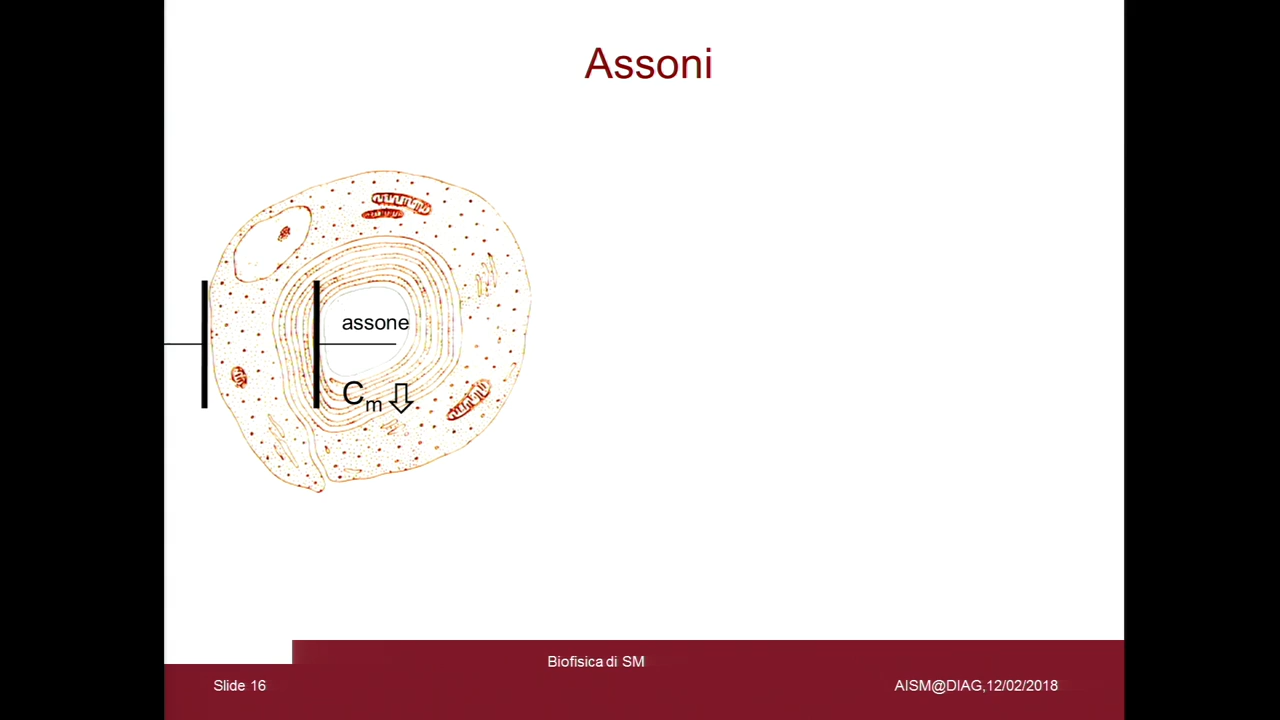 Assoni
assone
Cm
Biofisica di SM
Slide 16
AISM@DIAG,12/02/2018